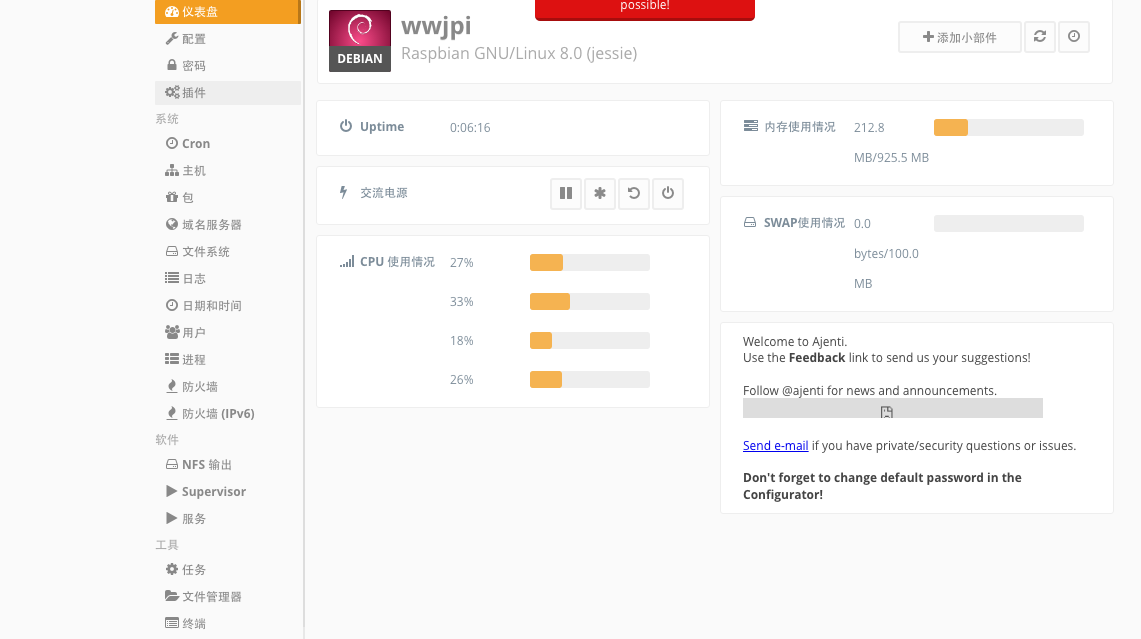 仪表盘
配置
密码
插件
系统
Cron
主机
包
域名服务器
文件系统
日志
日期和时间
用户
进程
防火墙
防火墙 (IPv6)
软件
NFS 输出
Supervisor
服务
工具
任务
文件管理器
终端
possible!
DEBIAN
wwjpi
Raspbian GNU/Linux 8.0 (jessie)
添加小部件
Uptime 0:06:16
交流电源
CPU 使用情况 27%
33%
18%
26%
内存使用情况 212.8
MB/925.5 MB
SWAP使用情况 0.0
bytes/100.0
MB
Welcome to Ajenti.
Use the Feedback link to send us your suggestions!
Follow @ajenti for news and announcements.
Send e-mail if you have private/security questions or issues.
Don't forget to change default password in the
Configurator!